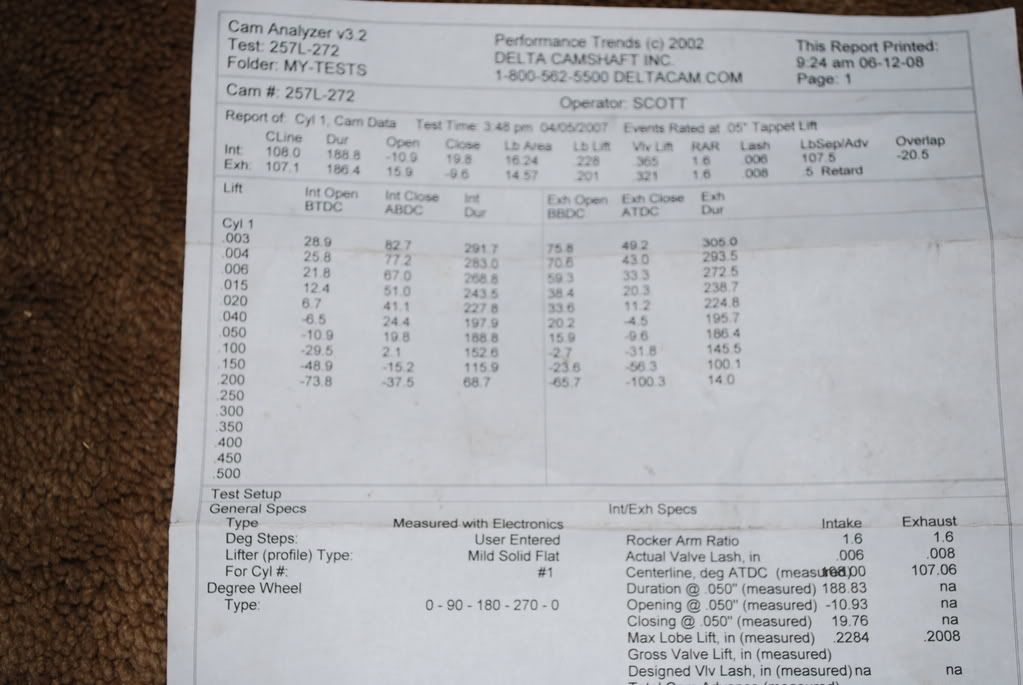 Cam Analyzer v3.2 Performance Trends (c) 2002 This Report Printed:
Test: 257L-272 DELTA CAMSHAFT INC. 9:24 am 06-12-08
Folder: MY-TESTS 1-800-562-5500 DELTACAM.COM Page: 1
Cam #: 257L-272 Operator: SCOTT
Report of: Cyl 1, Cam Data Test Time: 3:48 pm 04/05/2007 Events Rated at .05" Tappet Lift
CLine Dur Open Close Lb Area Lb Lift Vlv Lift RAR Lash LbSep/Adv Overlap
Int: 108.0 188.8 -10.9 19.8 16.24 .228 .365 1.6 .006 107.5 -20.5
Exh: 107.1 186.4 15.9 -9.6 14.57 .201 .321 1.6 .008 .5 Retard
Lift Int Open BTDC Int Close ABDC Int Dur Exh Open BBDC Exh Close ATDC Exh Dur
Cyl 1
.003 28.9 82.7 291.7 75.8 49.2 305.0
.004 25.8 77.2 283.0 70.6 43.0 293.5
.006 21.8 67.0 268.8 59.3 33.3 272.5
.015 12.4 51.0 243.5 38.4 20.3 238.7
.020 6.7 41.1 227.8 33.6 11.2 224.8
.040 -6.5 24.4 197.9 20.2 -4.5 195.7
.050 -10.9 19.8 188.8 15.9 -9.6 186.4
.100 -29.5 2.1 152.6 -2.7 -31.8 145.5
.150 -48.9 -15.2 115.9 -23.6 -56.3 100.1
.200 -73.8 -37.5 68.7 -65.7 -100.3 14.0
.250
.300
.350
.400
.450
.500
Test Setup
General Specs Int/Exh Specs
Intake Exhaust
Type Measured with Electronics
Deg Steps: User Entered Rocker Arm Ratio 1.6 1.6
Lifter (profile) Type: Mild Solid Flat Actual Valve Lash, in .006 .008
For Cyl #: #1 Centerline, deg ATDC (measured) 108.00 107.06
Degree Wheel Duration @ .050" (measured) 188.83 na
Type: 0 - 90 - 180 - 270 - 0 Opening @ .050" (measured) -10.93 na
Closing @ .050" (measured) 19.76 na
Max Lobe Lift, in (measured) .2284 .2008
Gross Valve Lift, in (measured)
Designed Vlv Lash, in (measured) na na